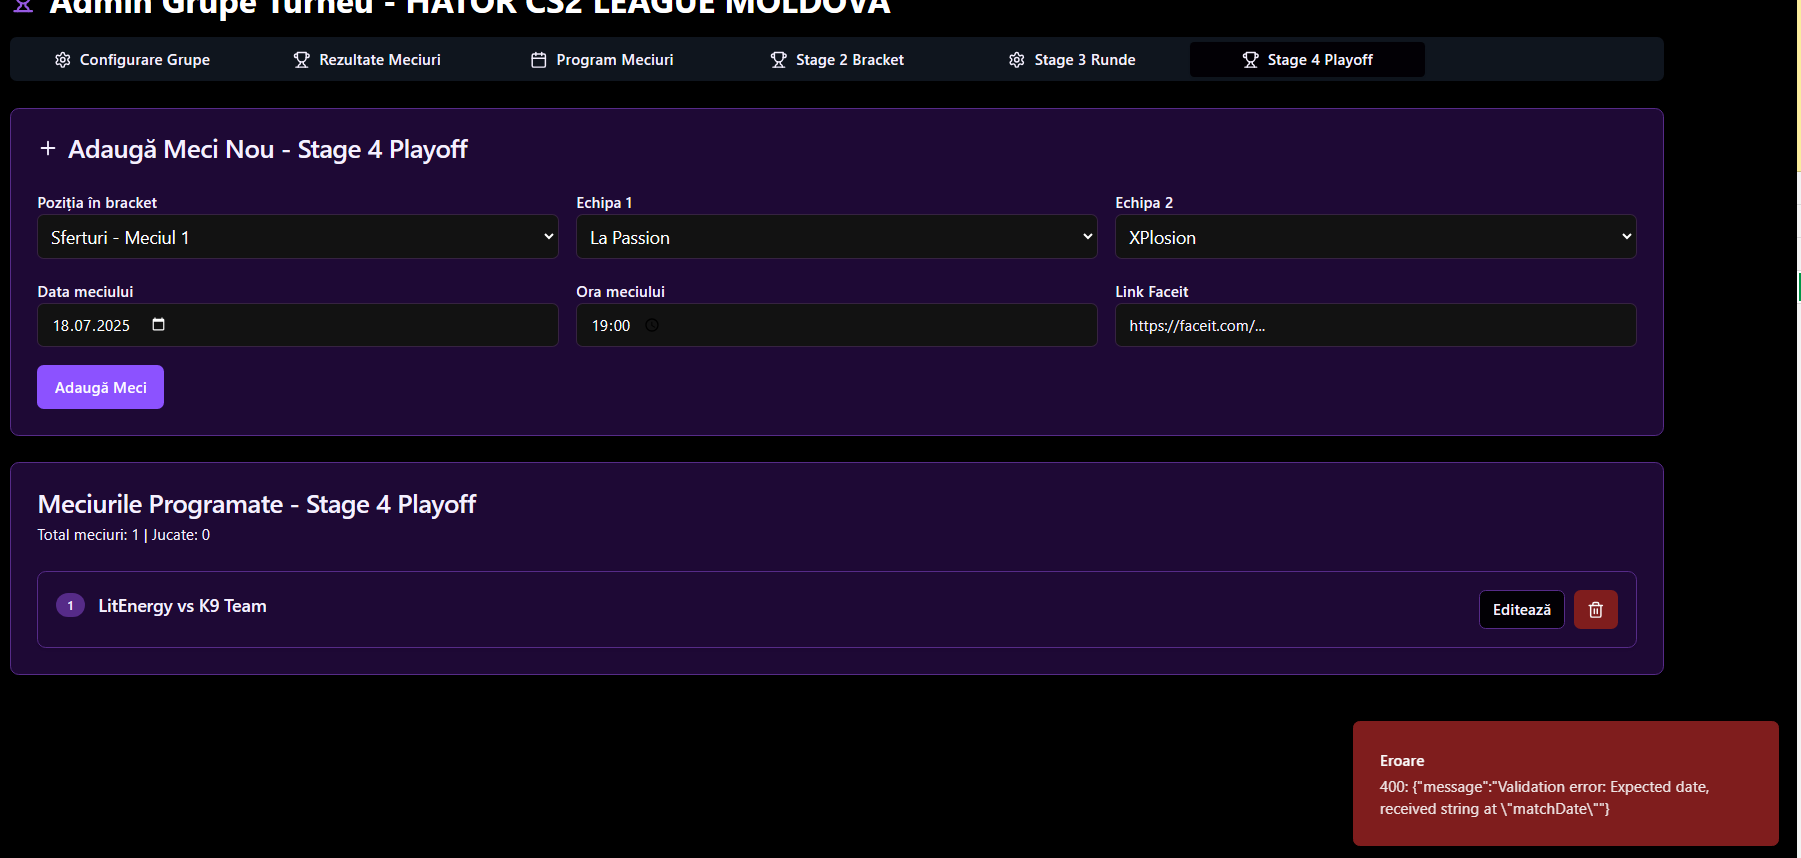 Admin Grupe Turneu - HATOR CS2 LEAGUE MOLDOVA
Configurare Grupe
Rezultate Meciuri
Program Meciuri
Stage 2 Bracket
Stage 3 Runde
Stage 4 Playoff
+ Adaugă Meci Nou - Stage 4 Playoff
Poziția în bracket
Echipa 1
Echipa 2
Sferturi - Meciul 1
La Passion
XPlosion
Data meciului
Ora meciului
Link Faceit
18.07.2025
19:00
https://faceit.com/...
Adaugă Meci
Meciurile Programate - Stage 4 Playoff
Total meciuri: 1 | Jucate: 0
1 LitEnergy vs K9 Team
Editează
Eroare
400: {"message":"Validation error: Expected date,
received string at \"matchDate\""}